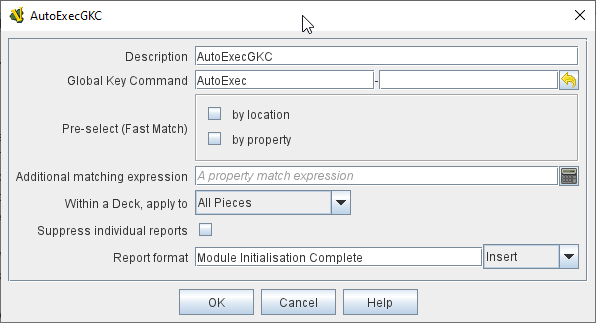 AutoExecGKC
Description AutoExecGKC
Global Key Command AutoExec -
Pre-select (Fast Match) by location
by property
Additional matching expression A property match expression
Within a Deck, apply to All Pieces
Suppress individual reports
Report format Module Initialisation Complete Insert
OK Cancel Help